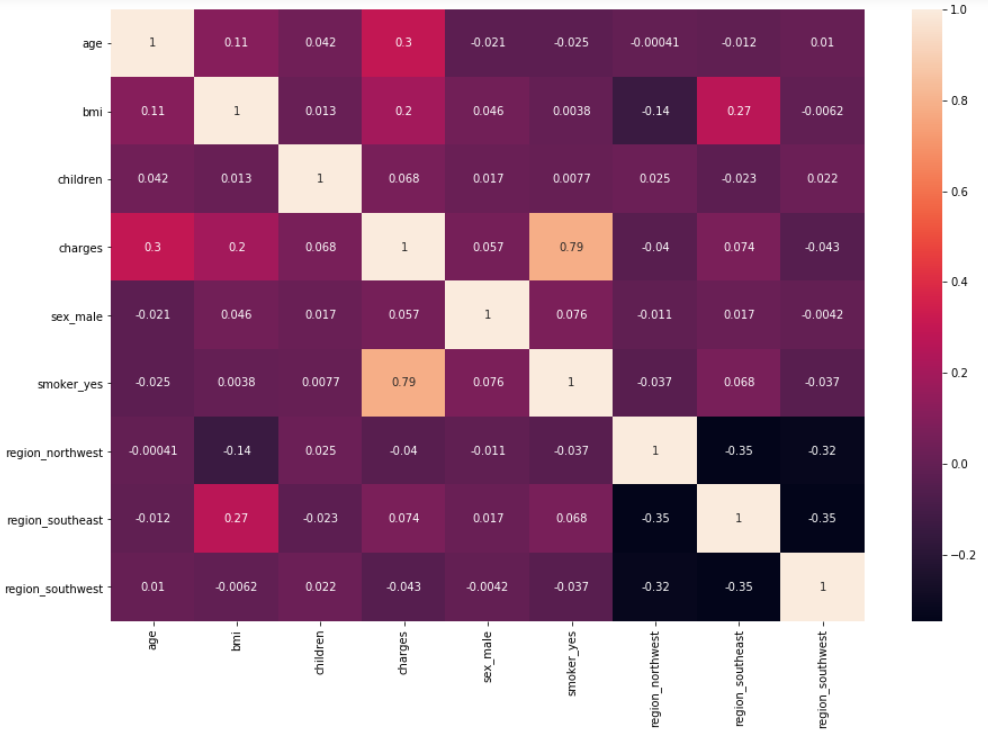 age 1 0.11 0.042 0.3 -0.021 -0.025 -0.00041 -0.012 0.01
bmi 0.11 1 0.013 0.2 0.046 0.0038 -0.14 0.27 -0.0062
children 0.042 0.013 1 0.068 0.017 0.0077 0.025 -0.023 0.022
charges 0.3 0.2 0.068 1 0.057 0.79 -0.04 0.074 -0.043
sex_male -0.021 0.046 0.017 0.057 1 0.076 -0.011 0.017 -0.0042
smoker_yes -0.025 0.0038 0.0077 0.79 0.076 1 -0.037 0.068 -0.037
region_northwest -0.00041 -0.14 0.025 -0.04 -0.011 -0.037 1 -0.35 -0.32
region_southeast -0.012 0.27 -0.023 0.074 0.017 0.068 -0.35 1 -0.35
region_southwest 0.01 -0.0062 0.022 -0.043 -0.0042 -0.037 -0.32 -0.35 1
age bmi children charges sex_male smoker_yes region_northwest region_southeast region_southwest
1.0
0.8
0.6
0.4
0.2
0.0
−0.2